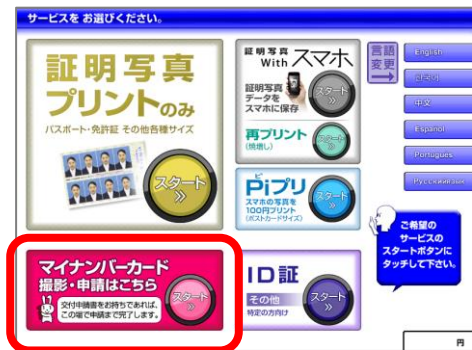 サービスを お選びください。
証明写真
プリントのみ
パスポート・免許証 その他各種サイズ
スタート
証明写真
With スマホ
証明写真
データを
スマホに保存
スタート
再プリント
(焼増し)
スタート
Piプリ
ピ
スマホの写真を
100円プリント
(ポストカードサイズ)
スタート
言語
変更
English
한국어
中文
Español
Português
Русскийязык
マイナンバーカード
撮影・申請はこちら
交付申請書をお持ちであれば、
この場で申請まで完了します。
スタート
ID証
その他
特定の方向け
スタート
ご希望の
サービスの
スタートボタンに
タッチして下さい。
円